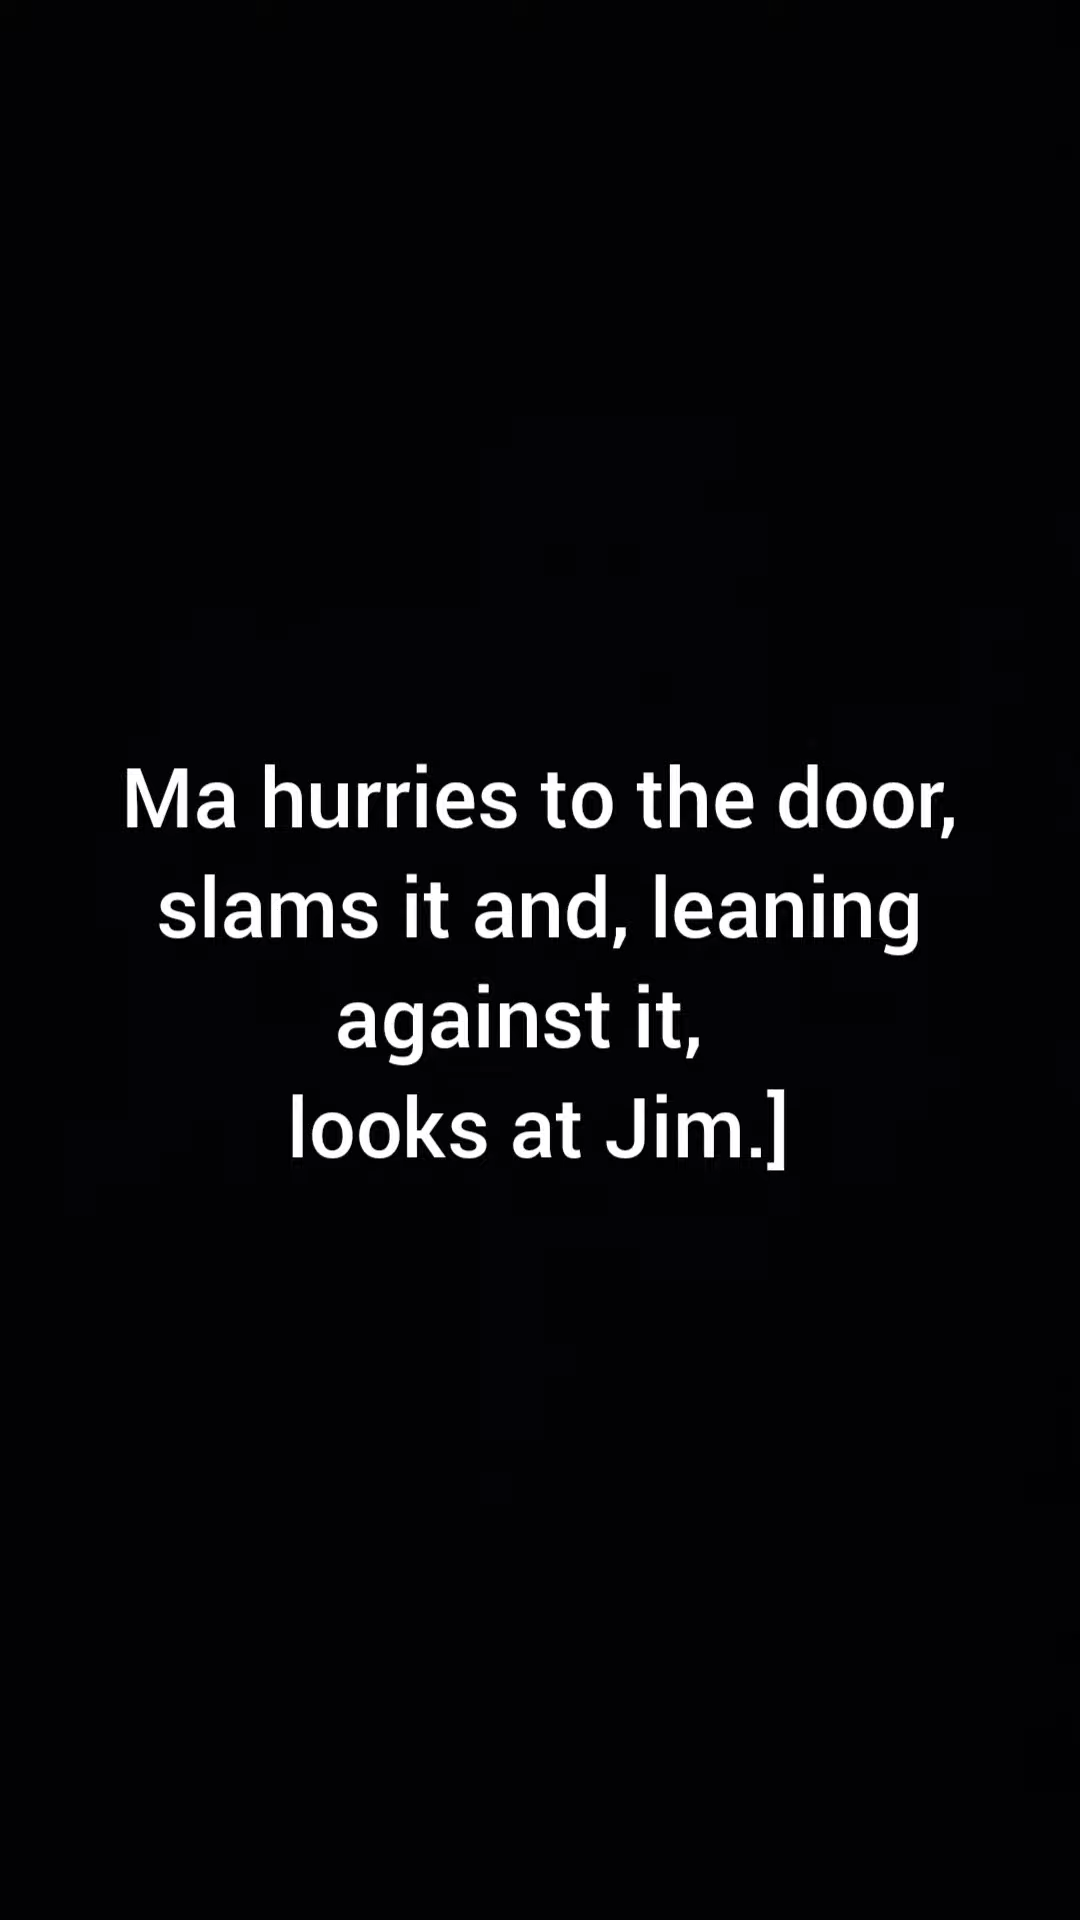 Ma hurries to the door,
slams it and, leaning
against it,
looks at Jim.]